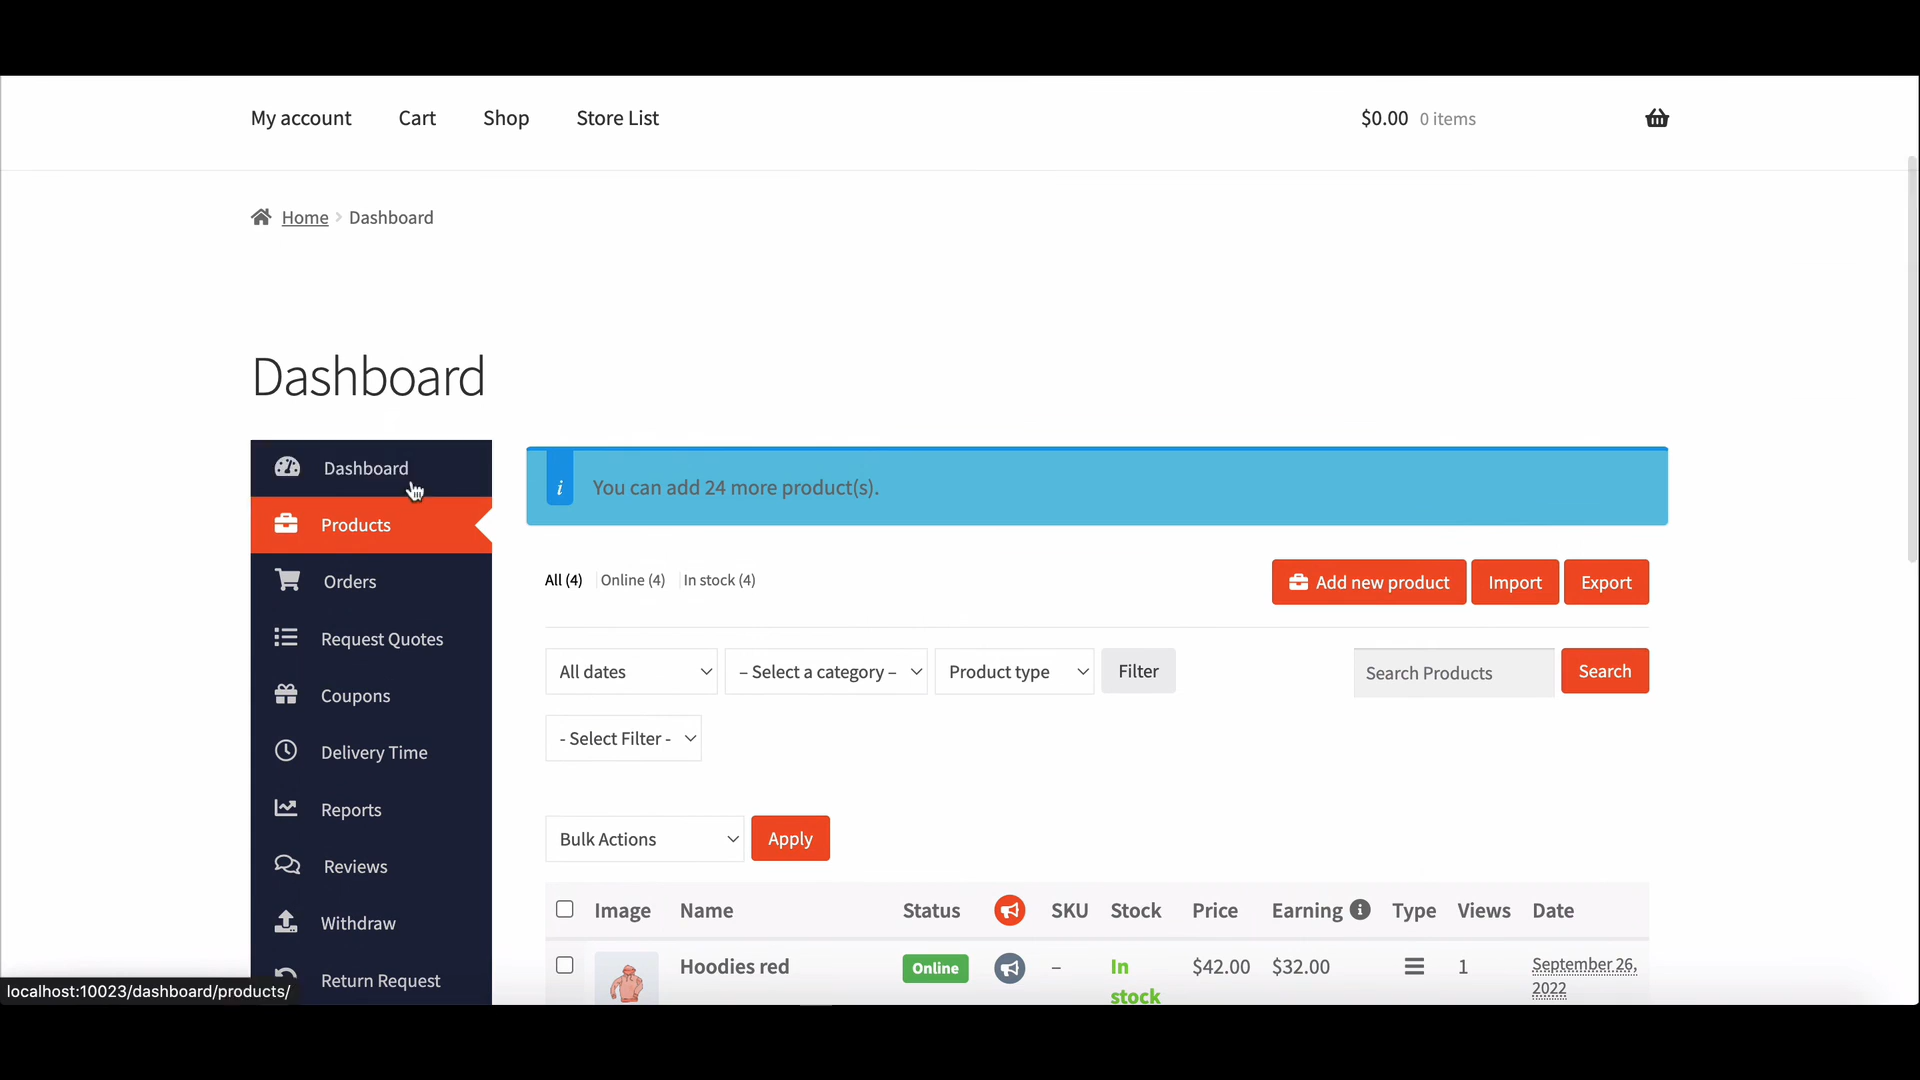 My account Cart Shop Store List $0.00 0 items
Home Dashboard
Dashboard
Dashboard
Products
Orders
Request Quotes
Coupons
Delivery Time
Reports
Reviews
Withdraw
Return Request
i You can add 24 more product(s).
All (4) Online (4) In stock (4) Add new product Import Export
All dates – Select a category – Product type Filter Search Products Search
- Select Filter -
Bulk Actions Apply
Image Name Status SKU Stock Price Earning Type Views Date
Hoodies red Online – In $42.00 $32.00 1 September 26,
stock 2022
localhost:10023/dashboard/products/